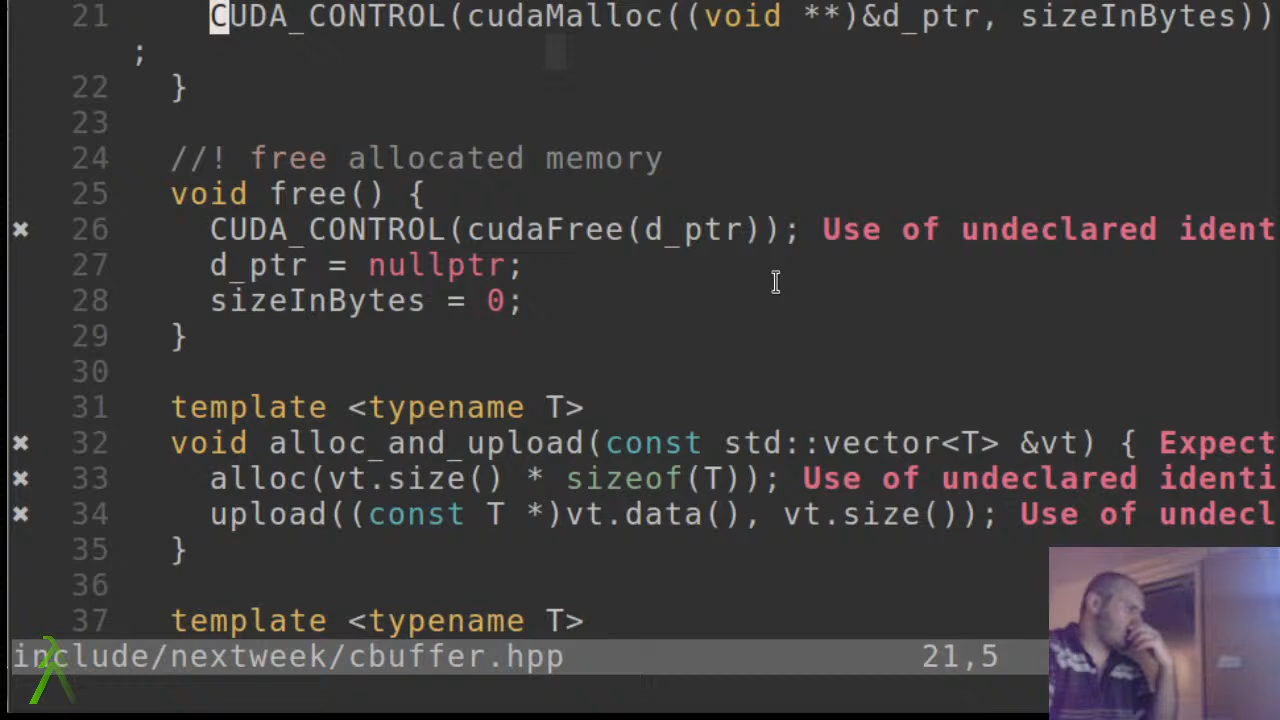 21 CUDA_CONTROL(cudaMalloc((void **)&d_ptr, sizeInBytes))
;
22 }
23
24 //! free allocated memory
25 void free() {
✖ 26 CUDA_CONTROL(cudaFree(d_ptr)); Use of undeclared ident
27 d_ptr = nullptr;
28 sizeInBytes = 0;
29 }
30
31 template <typename T>
✖ 32 void alloc_and_upload(const std::vector<T> &vt) { Expect
✖ 33 alloc(vt.size() * sizeof(T)); Use of undeclared identi
✖ 34 upload((const T *)vt.data(), vt.size()); Use of undecl
35 }
36
37 template <typename T>
include/nextweek/cbuffer.hpp 21,5
λ